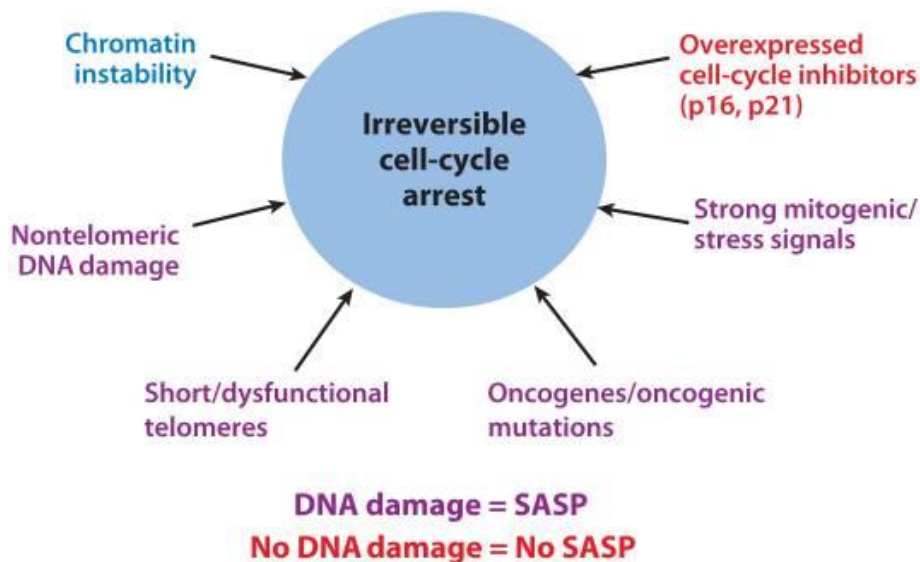 Chromatin
instability
Overexpressed
cell-cycle inhibitors
(p16, p21)
Irreversible
cell-cycle
arrest
Nontelomeric
DNA damage
Strong mitogenic/
stress signals
Short/dysfunctional
telomeres
Oncogenes/oncogenic
mutations
DNA damage = SASP
No DNA damage = No SASP